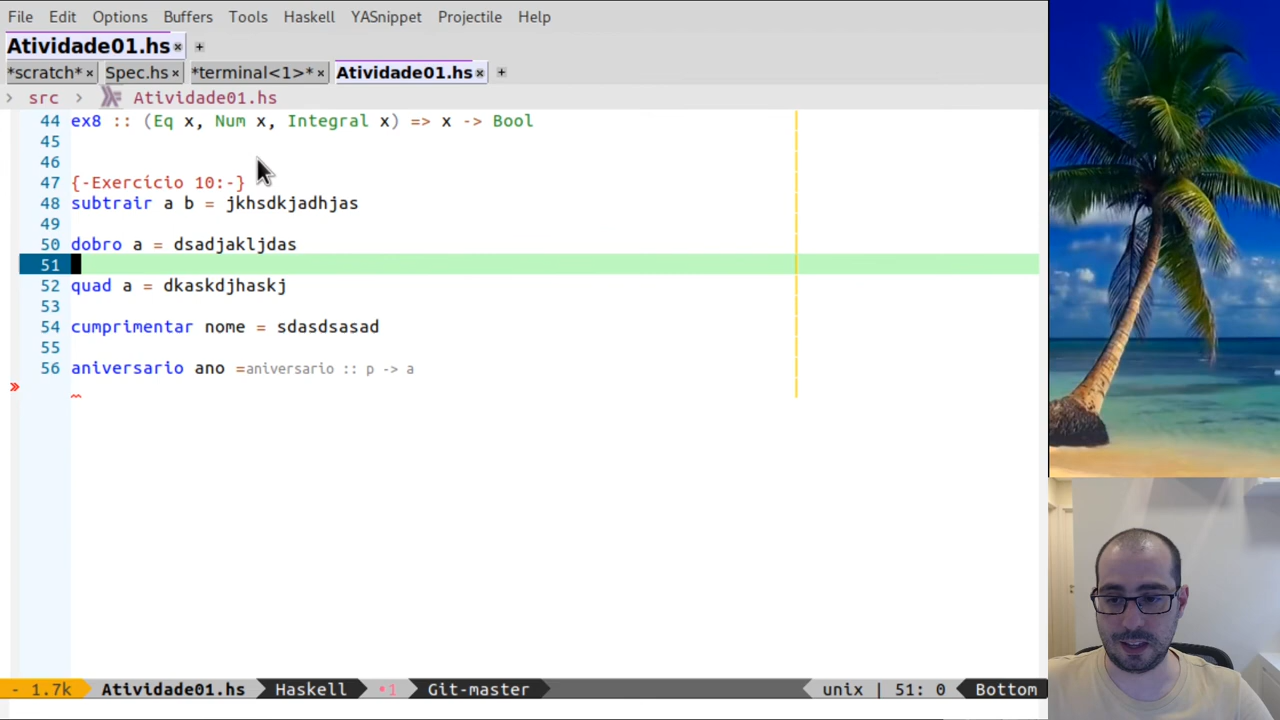 File Edit Options Buffers Tools Haskell YASnippet Projectile Help
Atividade01.hs × +
*scratch* × Spec.hs × *terminal<1>* × Atividade01.hs × +
> src > Atividade01.hs
44 ex8 :: (Eq x, Num x, Integral x) => x -> Bool
45
46
47 {-Exercício 10:-}
48 subtrair a b = jkhsdkjadhjas
49
50 dobro a = dsadjakljdas
51
52 quad a = dkaskdjhaskj
53
54 cumprimentar nome = sdasdsasad
55
56 aniversario ano =aniversario :: p -> a
»
- 1.7k Atividade01.hs Haskell •1 Git-master unix | 51: 0 Bottom